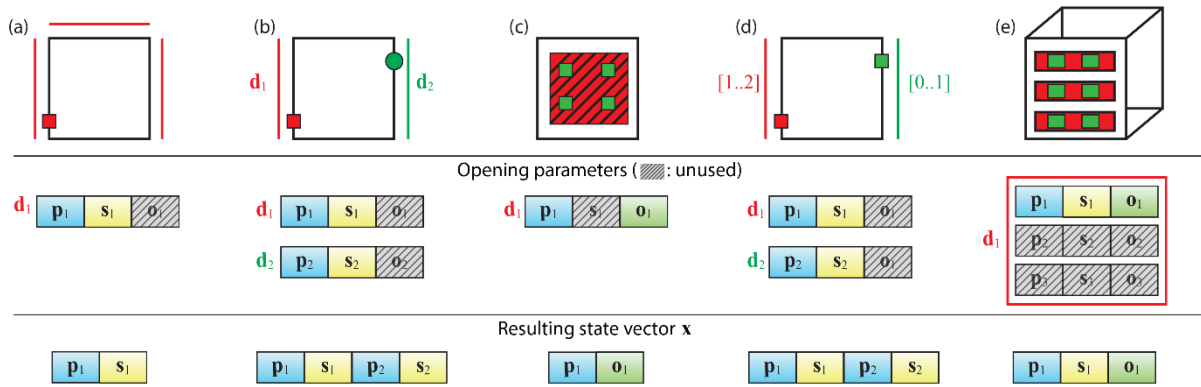 (a) (b) (c) (d) (e)
d₁ d₂ [1..2] [0..1]
Opening parameters ( : unused)
d₁ p₁ s₁ o₁ d₁ p₁ s₁ o₁ d₁ p₁ s o₁ d₁ p₁ s₁ o₁ p₁ s₁ o₁
d₂ p₂ s₂ o₂ d₂ p₂ s₂ o₁ d₁ p₂ s₂ o₂
p₃ s₃ o₃
Resulting state vector x
p₁ s₁ p₁ s₁ p₂ s₂ p₁ o₁ p₁ s₁ p₂ s₂ p₁ s₁ o₁